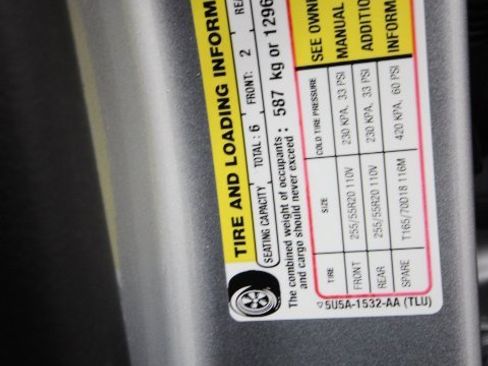 TIRE AND LOADING INFORM
SEATING CAPACITY TOTAL : 6 FRONT: 2 REA
The combined weight of occupants
and cargo should never exceed : 587 kg or 1296
TIRE SIZE COLD TIRE PRESSURE
FRONT 255/55R20 110V 230 KPA, 33 PSI
REAR 255/55R20 110V 230 KPA, 33 PSI
SPARE T165/70D18 116M 420 KPA, 60 PSI
SEE OWNE
MANUAL
ADDITIO
INFORM
5U5A-1532-AA (TLU)